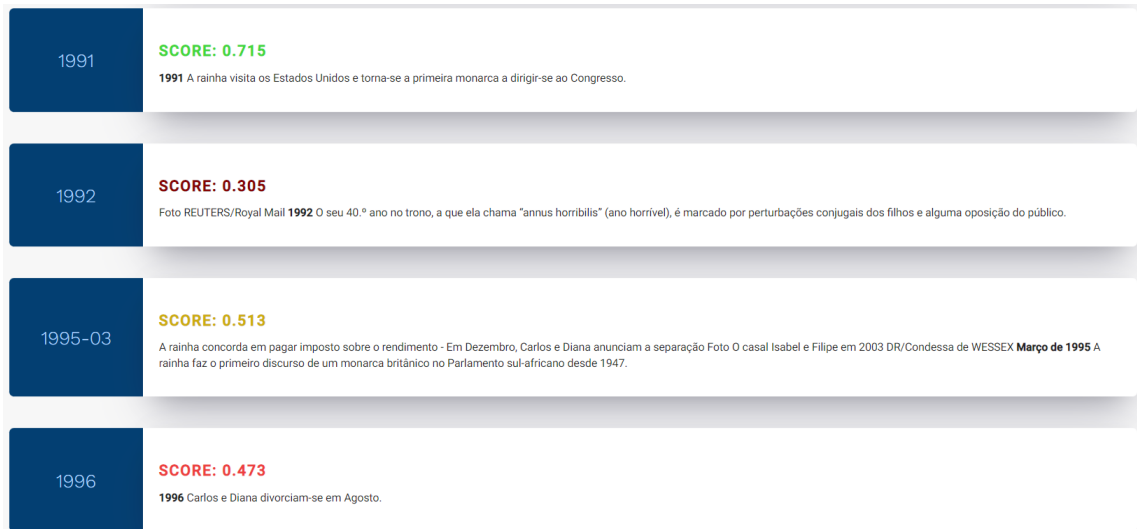 1991
SCORE: 0.715
1991 A rainha visita os Estados Unidos e torna-se a primeira monarca a dirigir-se ao Congresso.
1992
SCORE: 0.305
Foto REUTERS/Royal Mail 1992 O seu 40.º ano no trono, a que ela chama “annus horribilis” (ano horrível), é marcado por perturbações conjugais dos filhos e alguma oposição do público.
1995-03
SCORE: 0.513
A rainha concorda em pagar imposto sobre o rendimento - Em Dezembro, Carlos e Diana anunciam a separação Foto O casal Isabel e Filipe em 2003 DR/Condessa de WESSEX Março de 1995 A
rainha faz o primeiro discurso de um monarca britânico no Parlamento sul-africano desde 1947.
1996
SCORE: 0.473
1996 Carlos e Diana divorciam-se em Agosto.